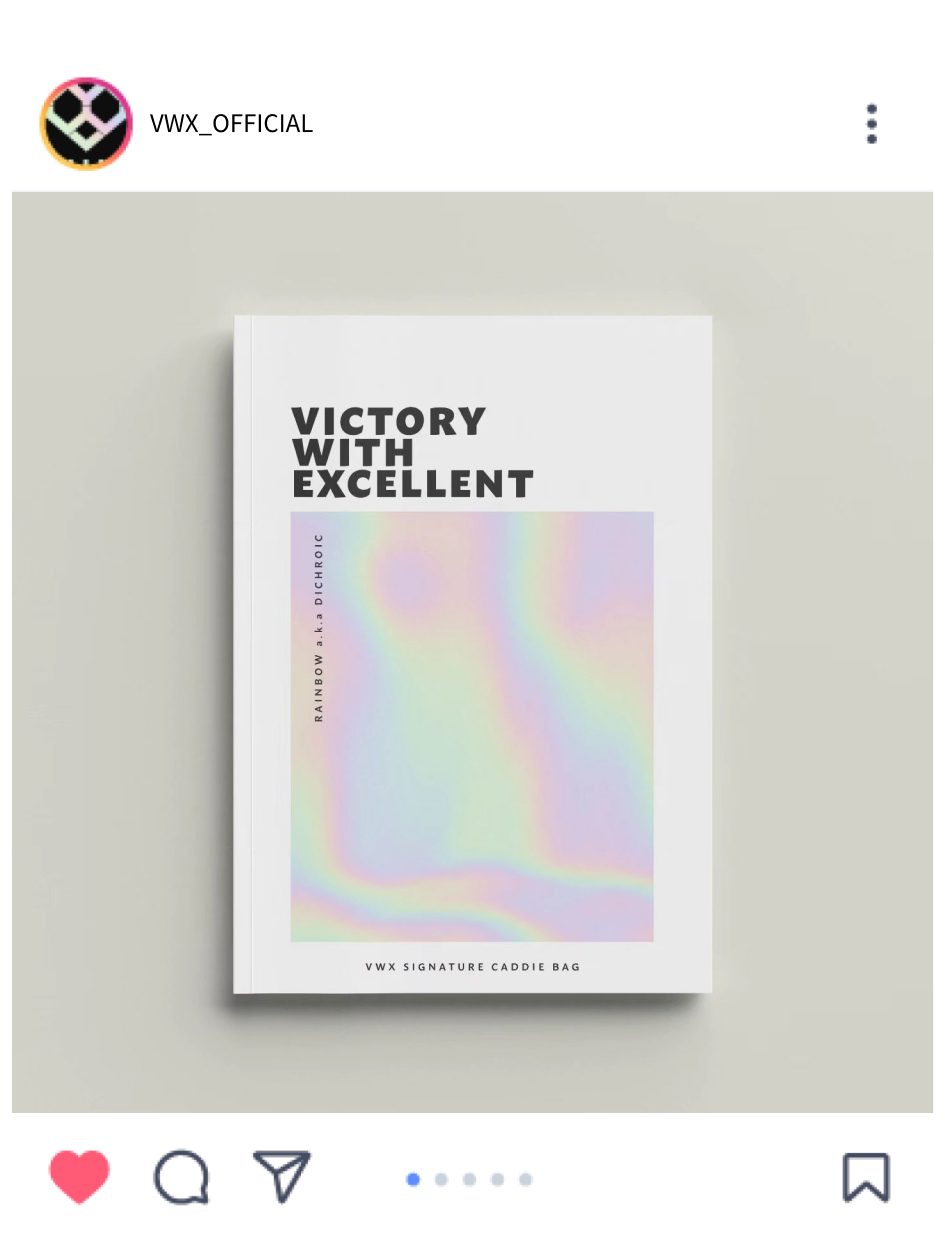 VWX_OFFICIAL
VICTORY
WITH
EXCELLENT
RAINBOW a.k.a DICHROIC
VWX SIGNATURE CADDIE BAG